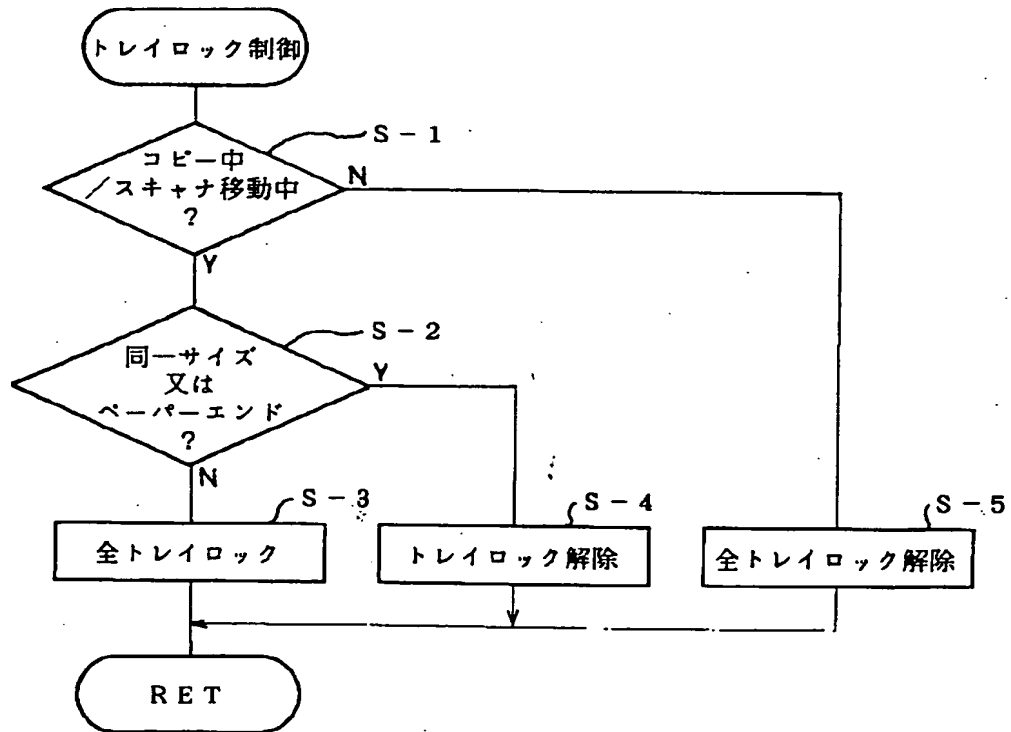 トレイロック制御
S-1
コピー中
/スキャナ移動中
?
N
Y
S-2
同一サイズ
又は
ペーパーエンド
?
Y
N
S-3
全トレイロック
S-4
トレイロック解除
S-5
全トレイロック解除
RET